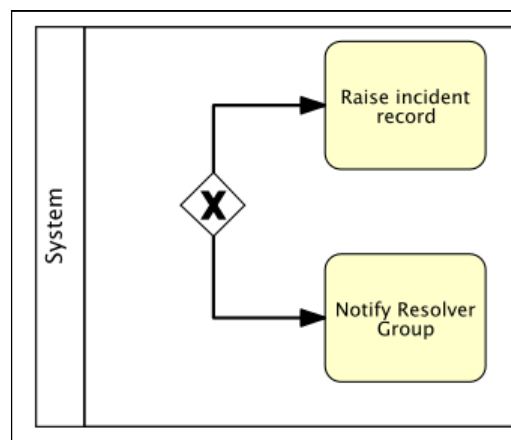 System
Raise incident
record
X
Notify Resolver
Group